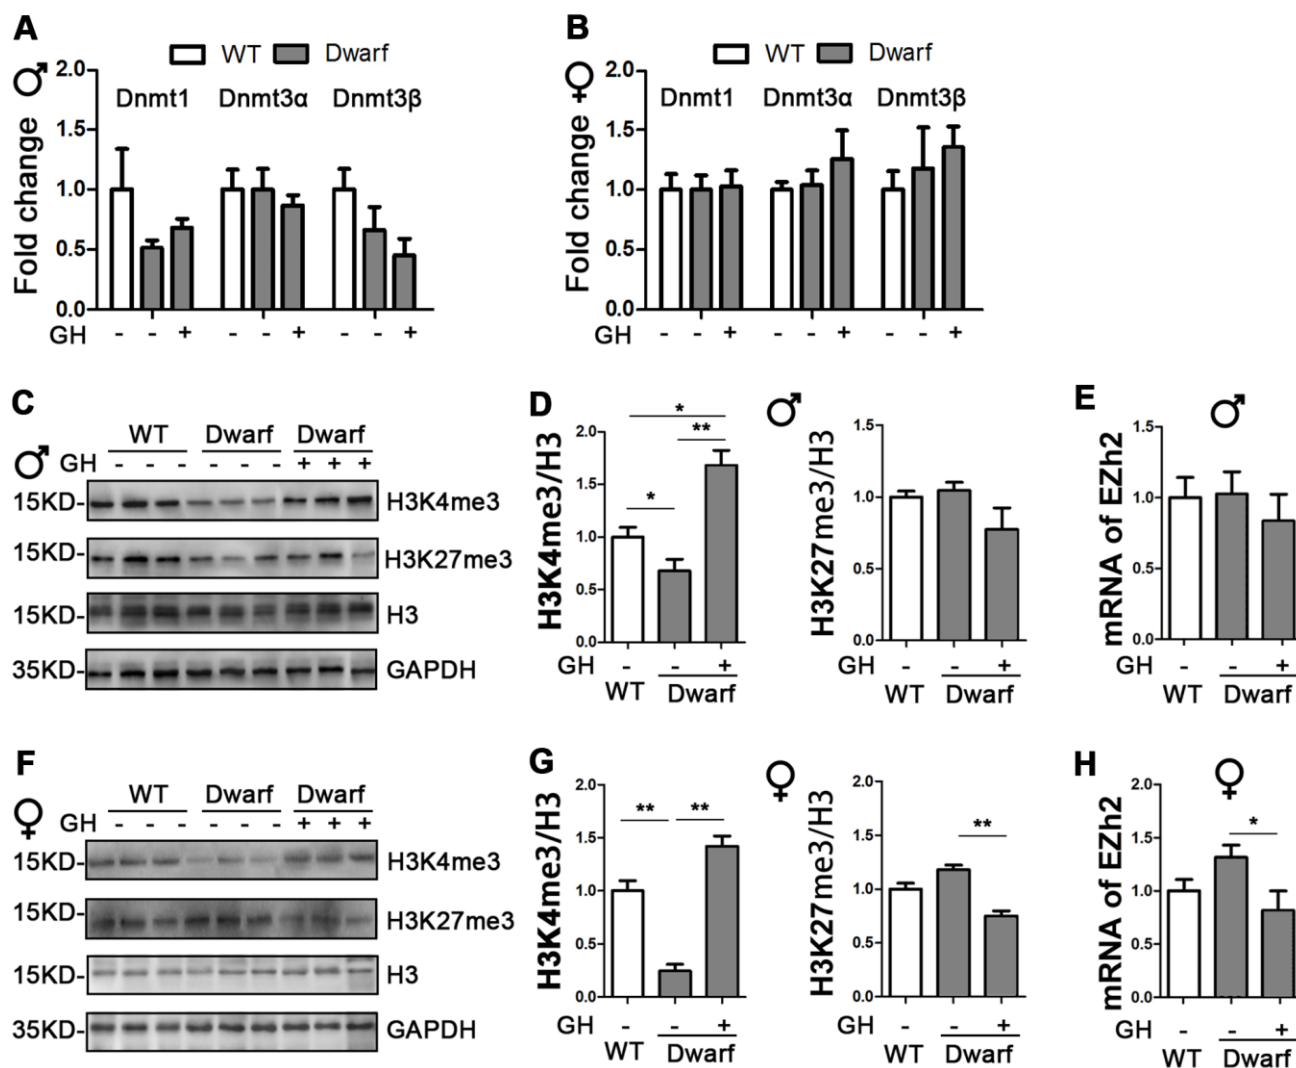 A
♂
WT Dwarf
Fold change
2.0
1.5
1.0
0.5
0.0
Dnmt1 Dnmt3α Dnmt3β
GH - - + - - + - - +
B
♀
WT Dwarf
Fold change
2.0
1.5
1.0
0.5
0.0
Dnmt1 Dnmt3α Dnmt3β
GH - - + - - + - - +
C
WT Dwarf Dwarf
♂ GH - - - - - - + + +
15KD- H3K4me3
15KD- H3K27me3
15KD- H3
35KD- GAPDH
D
♂
H3K4me3/H3
2.0
1.5
1.0
0.5
0.0
*
**
*
GH - - +
WT Dwarf
H3K27me3/H3
1.5
1.0
0.5
0.0
- - +
WT Dwarf
E
♂
mRNA of EZh2
1.5
1.0
0.5
0.0
GH - - +
WT Dwarf
F
WT Dwarf Dwarf
♀ GH - - - - - - + + +
15KD- H3K4me3
15KD- H3K27me3
15KD- H3
35KD- GAPDH
G
♀
H3K4me3/H3
2.0
1.5
1.0
0.5
0.0
** **
GH - - +
WT Dwarf
H3K27me3/H3
2.0
1.5
1.0
0.5
0.0
**
- - +
WT Dwarf
H
♀
mRNA of EZh2
2.0
1.5
1.0
0.5
0.0
*
GH - - +
WT Dwarf